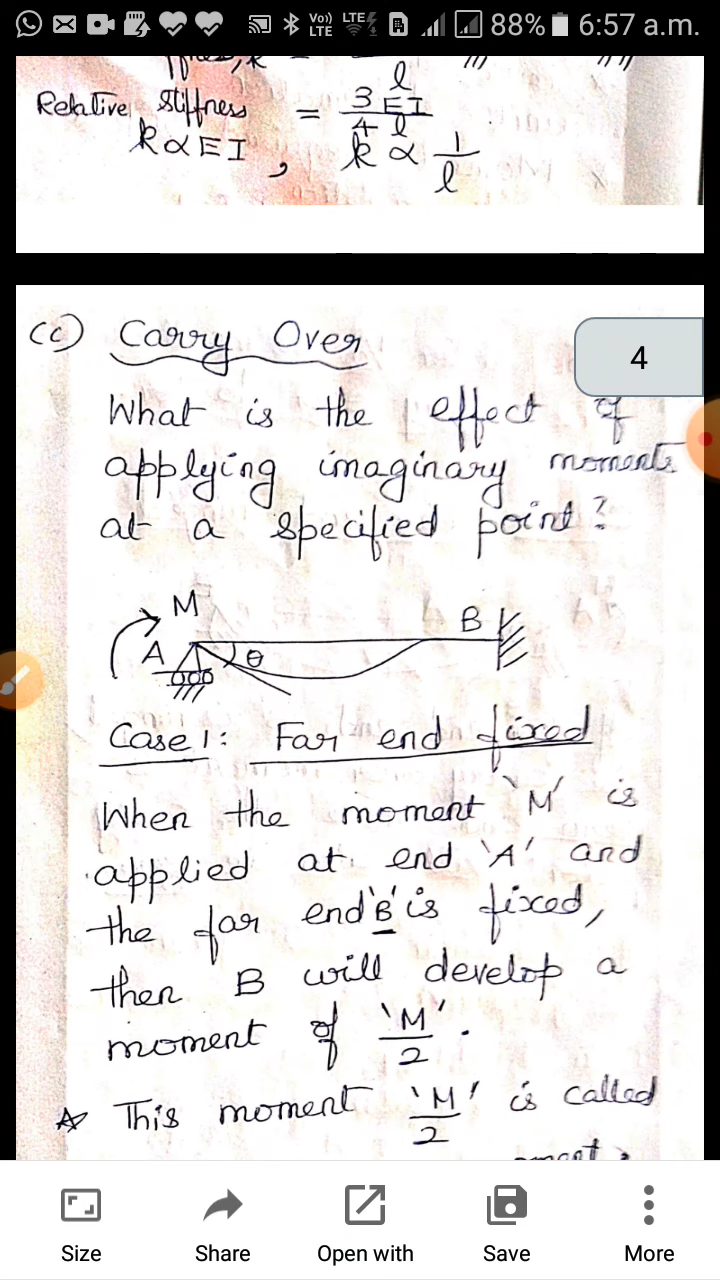 Vo)) LTE LTE 88% 6:57 a.m.
l
Relative stiffness = 3/4 EI/l
k ∝ EI , k ∝ 1/l
4
(c) Carry Over
What is the effect of
applying imaginary moments
at a specified point?
M
A θ B
Case 1: Far end fixed
When the moment 'M' is
applied at end 'A' and
the far end 'B' is fixed,
then B will develop a
moment of 'M'/2.
☆ This moment 'M'/2 is called
Size Share Open with Save More